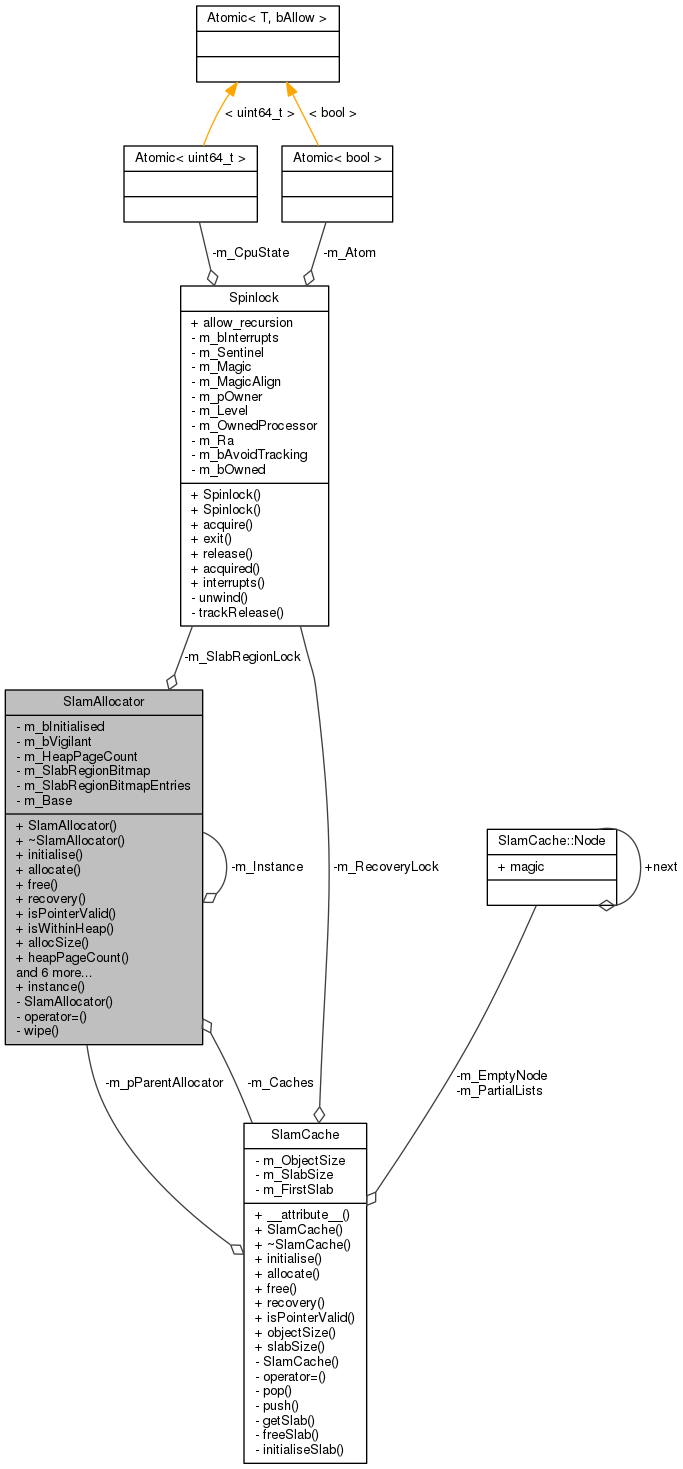 Atomic< T, bAllow >
< uint64_t >
< bool >
Atomic< uint64_t >
Atomic< bool >
-m_CpuState
-m_Atom
Spinlock
+ allow_recursion
- m_bInterrupts
- m_Sentinel
- m_Magic
- m_MagicAlign
- m_pOwner
- m_Level
- m_OwnedProcessor
- m_Ra
- m_bAvoidTracking
- m_bOwned
+ Spinlock()
+ Spinlock()
+ acquire()
+ exit()
+ release()
+ acquired()
+ interrupts()
- unwind()
- trackRelease()
-m_SlabRegionLock
SlamAllocator
- m_bInitialised
- m_bVigilant
- m_HeapPageCount
- m_SlabRegionBitmap
- m_SlabRegionBitmapEntries
- m_Base
+ SlamAllocator()
+ ~SlamAllocator()
+ initialise()
+ allocate()
+ free()
+ recovery()
+ isPointerValid()
+ isWithinHeap()
+ allocSize()
+ heapPageCount()
and 6 more...
+ instance()
- SlamAllocator()
- operator=()
- wipe()
-m_Instance
-m_RecoveryLock
SlamCache::Node
+ magic
+next
-m_pParentAllocator
-m_Caches
-m_EmptyNode
-m_PartialLists
SlamCache
- m_ObjectSize
- m_SlabSize
- m_FirstSlab
+ __attribute__()
+ SlamCache()
+ ~SlamCache()
+ initialise()
+ allocate()
+ free()
+ recovery()
+ isPointerValid()
+ objectSize()
+ slabSize()
- SlamCache()
- operator=()
- pop()
- push()
- getSlab()
- freeSlab()
- initialiseSlab()